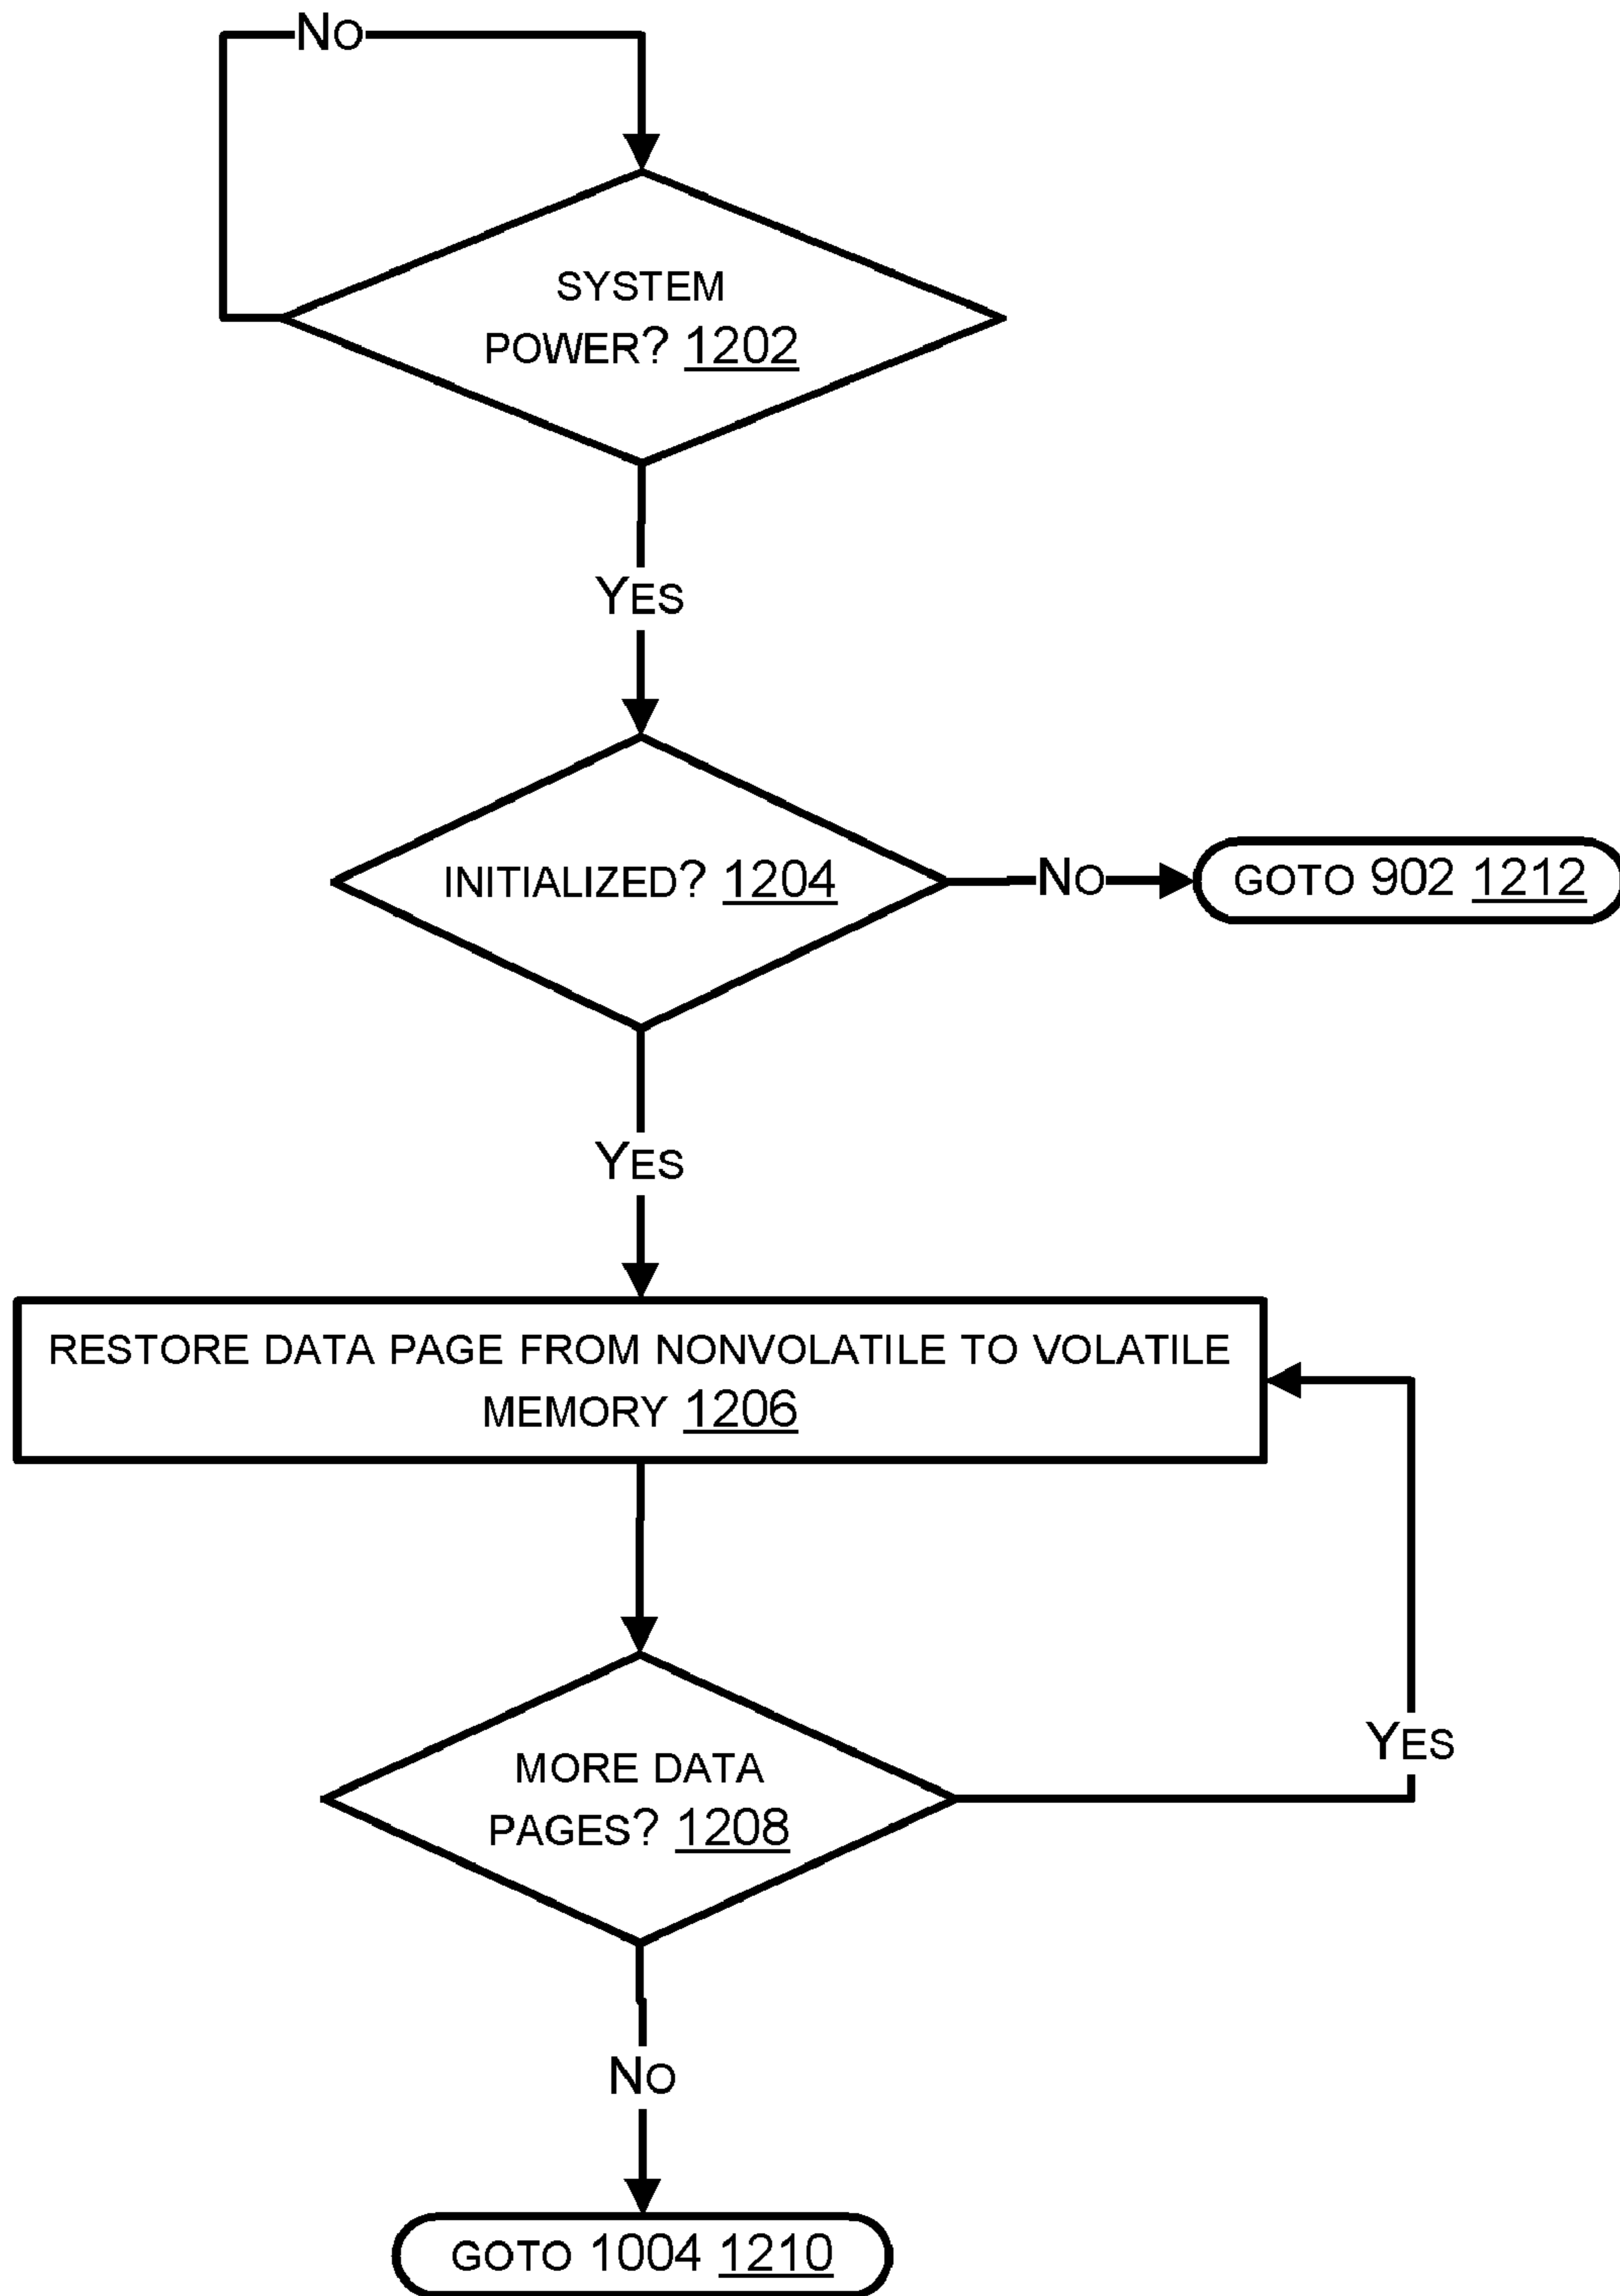 No
SYSTEM
POWER? 1202
YES
INITIALIZED? 1204
No
GOTO 902 1212
YES
RESTORE DATA PAGE FROM NONVOLATILE TO VOLATILE
MEMORY 1206
MORE DATA
PAGES? 1208
YES
No
GOTO 1004 1210